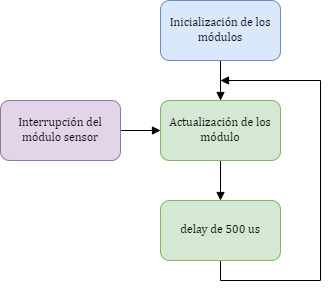 Inicialización de los
módulos
Interrupción del
módulo sensor
Actualización de los
módulo
delay de 500 us